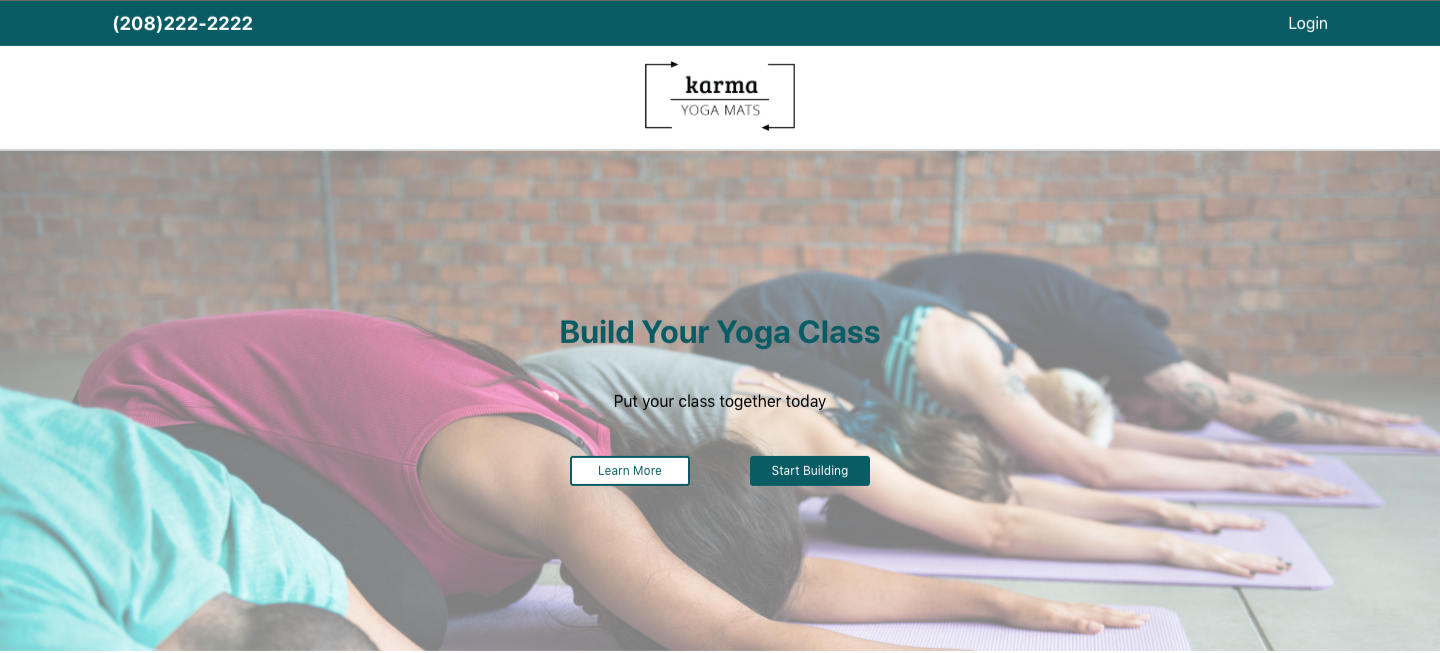 (208)222-2222
Login
karma
YOGA MATS
Build Your Yoga Class
Put your class together today
Learn More
Start Building